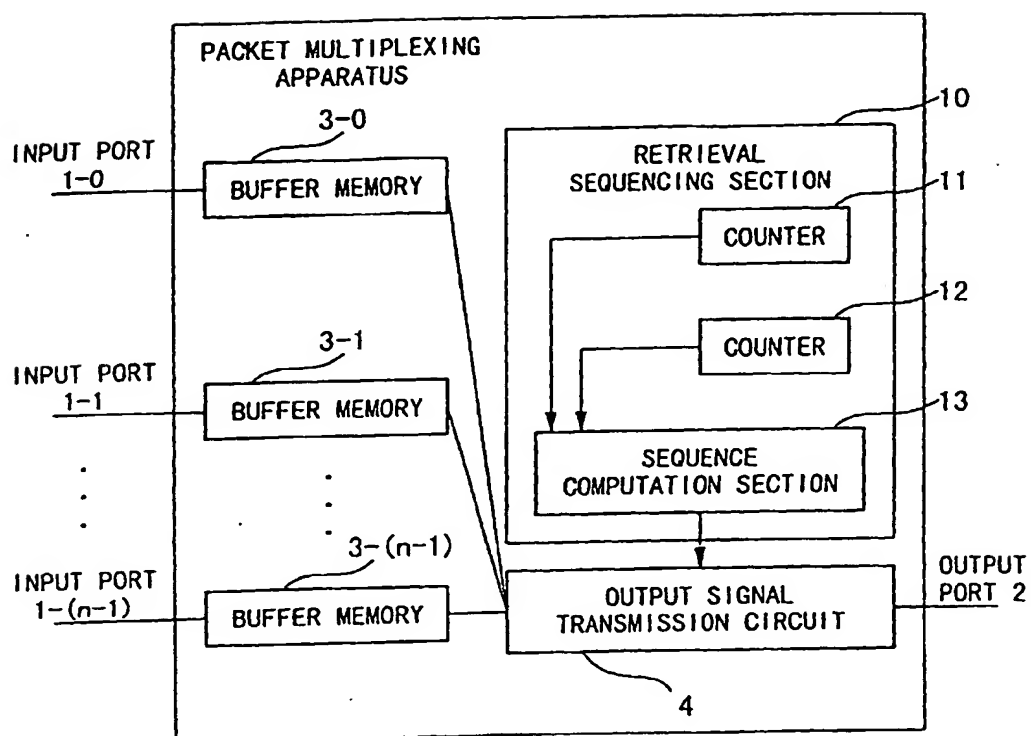 PACKET MULTIPLEXING
APPARATUS
10
3-0
INPUT PORT
1-0
BUFFER MEMORY
RETRIEVAL
SEQUENCING SECTION
11
COUNTER
12
COUNTER
3-1
INPUT PORT
1-1
BUFFER MEMORY
13
SEQUENCE
COMPUTATION SECTION
3-(n-1)
INPUT PORT
1-(n-1)
BUFFER MEMORY
OUTPUT SIGNAL
TRANSMISSION CIRCUIT
OUTPUT
PORT 2
4